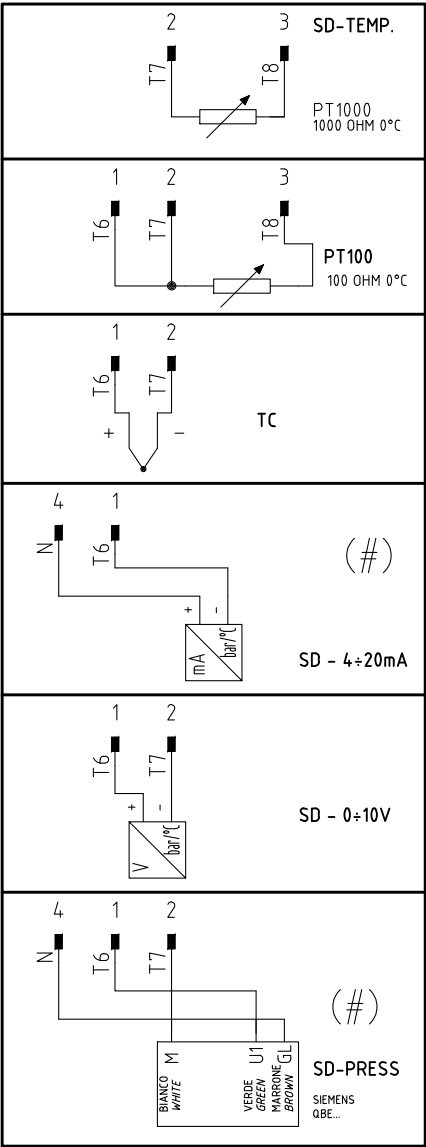 2 3 SD-TEMP.
T7 T8
PT1000
1000 OHM 0°C
1 2 3
T6 T7 T8
PT100
100 OHM 0°C
1 2
T6 T7
+ -
TC
4 1
N T6
(#)
+ -
mA bar/°C
SD - 4÷20mA
1 2
T6 T7
+ -
V bar/°C
SD - 0÷10V
4 1 2
N T6 T7
(#)
M U1 GL
BIANCO
WHITE
VERDE
GREEN
MARRONE
BROWN
SD-PRESS
SIEMENS
QBE...